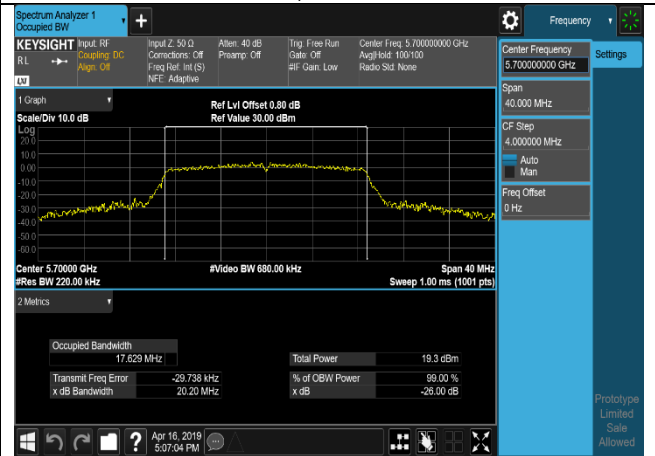 Spectrum Analyzer 1
Occupied BW
Frequency
KEYSIGHT
RL
LXI
Input: RF
Coupling: DC
Align: Off
Input Z: 50 Ω
Corrections: Off
Freq Ref: Int (S)
NFE: Adaptive
Atten: 40 dB
Preamp: Off
Trig: Free Run
Gate: Off
#IF Gain: Low
Center Freq: 5.700000000 GHz
Avg|Hold: 100/100
Radio Std: None
Center Frequency
5.700000000 GHz
Settings
Span
40.000 MHz
CF Step
4.000000 MHz
Auto
Man
Freq Offset
0 Hz
1 Graph
Scale/Div 10.0 dB
Ref Lvl Offset 0.80 dB
Ref Value 30.00 dBm
Log
20.0
10.0
0.00
-10.0
-20.0
-30.0
-40.0
-50.0
-60.0
Center 5.70000 GHz
#Video BW 680.00 kHz
Span 40 MHz
#Res BW 220.00 kHz
Sweep 1.00 ms (1001 pts)
2 Metrics
Occupied Bandwidth
17.629 MHz
Total Power 19.3 dBm
Transmit Freq Error -29.738 kHz
% of OBW Power 99.00 %
x dB Bandwidth 20.20 MHz
x dB -26.00 dB
Prototype
Limited
Sale
Allowed
?
Apr 16, 2019
5:07:04 PM